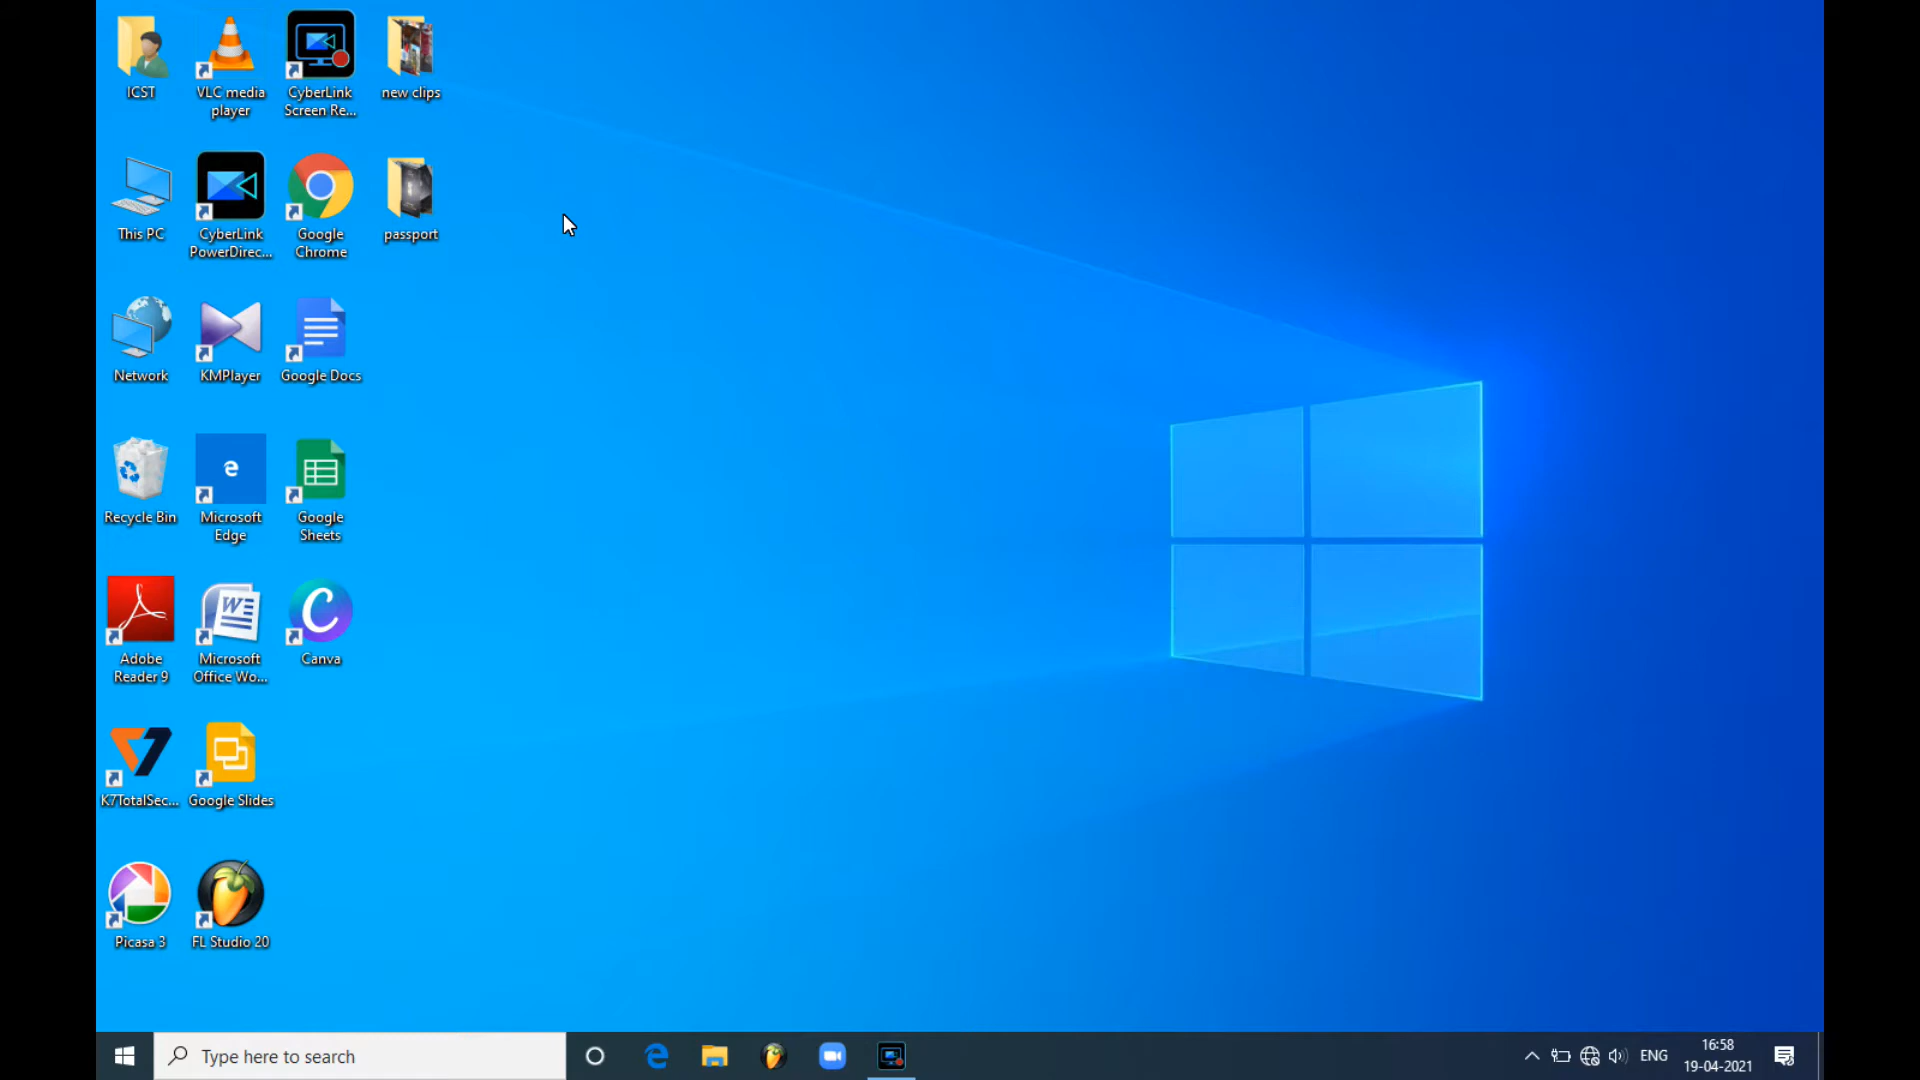 ICST
VLC media
player
CyberLink
Screen Re...
new clips
This PC
CyberLink
PowerDirec...
Google
Chrome
passport
Network
KMPlayer
Google Docs
Recycle Bin
Microsoft
Edge
Google
Sheets
Adobe
Reader 9
Microsoft
Office Wo...
Canva
K7TotalSec...
Google Slides
Picasa 3
FL Studio 20
Type here to search
ENG
16:58
19-04-2021